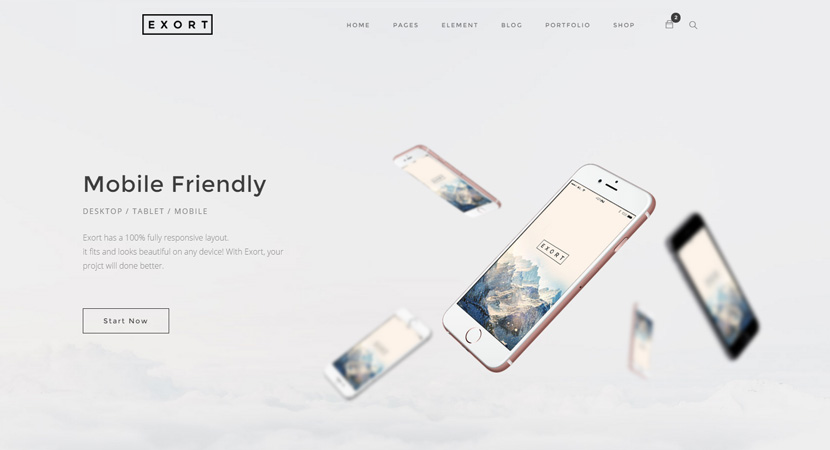 EXORT
HOME PAGES ELEMENT BLOG PORTFOLIO SHOP
2
Mobile Friendly
DESKTOP / TABLET / MOBILE
Exort has a 100% fully responsive layout.
it fits and looks beautiful on any device! With Exort, your
projct will done better.
Start Now
EXORT